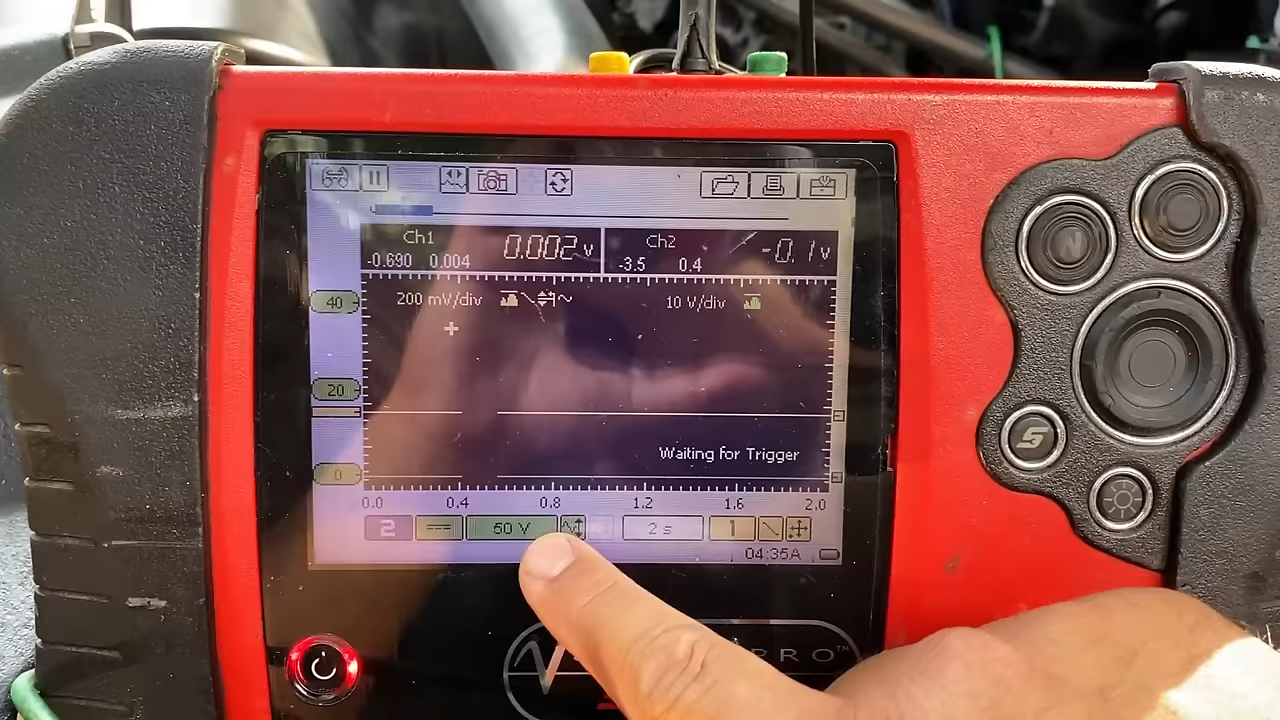 Ch1 0.002 v Ch2 -0.1v
-0.690 0.004 -3.5 0.4
40 200 mV/div 10 V/div
20
Waiting for Trigger
0
0.0 0.4 0.8 1.2 1.6 2.0
2 50 V 2 s 1
04:35A
PRO™
S